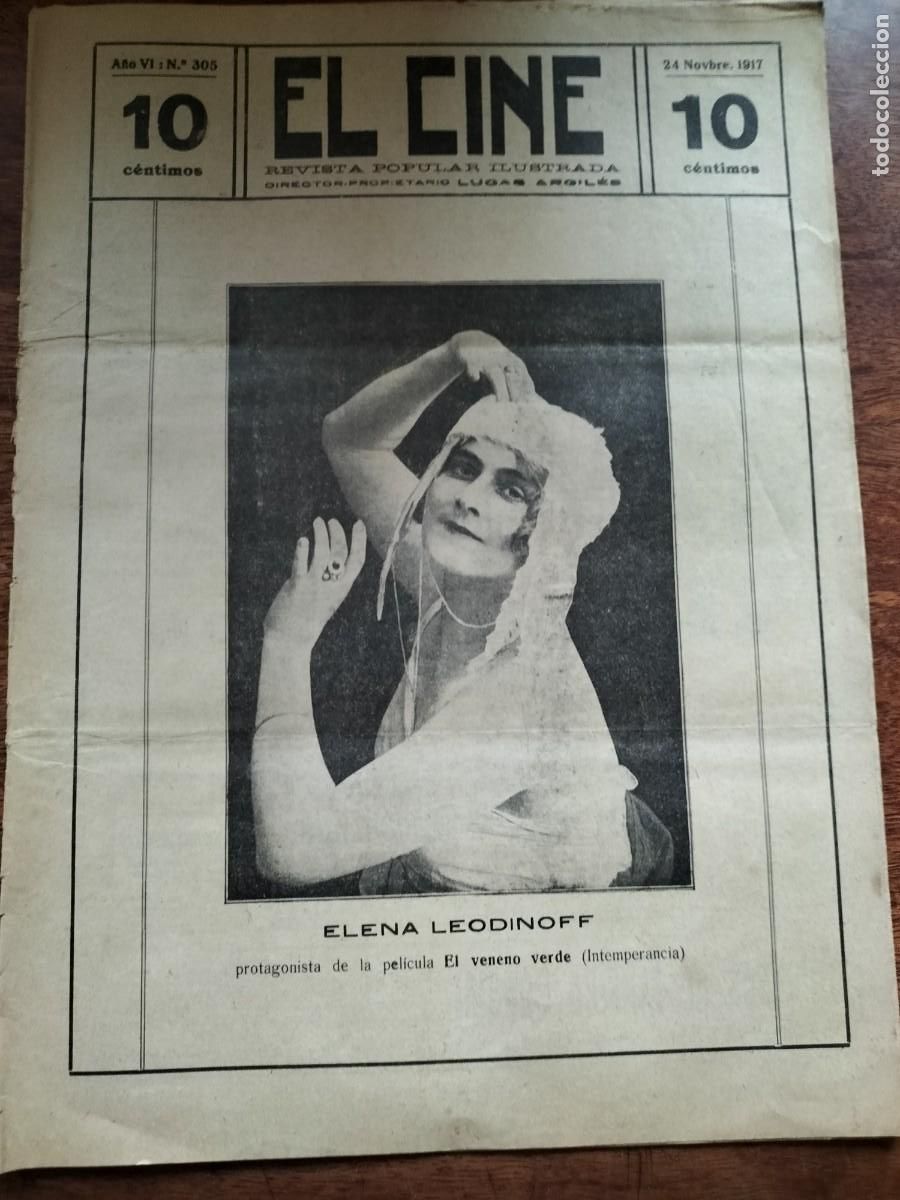 Año VI : N.º 305
10
céntimos
EL CINE
REVISTA POPULAR ILUSTRADA
DIRECTOR-PROPIETARIO LUCAS ARGILÉS
24 Novbre. 1917
10
céntimos
ELENA LEODINOFF
protagonista de la película El veneno verde (Intemperancia)
todocoleccion